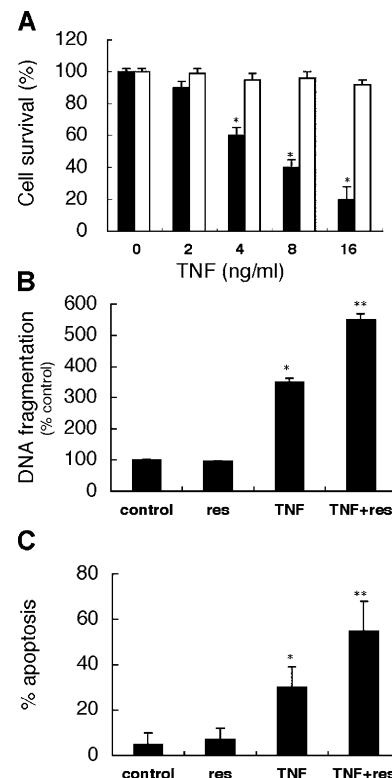 A
Cell survival (%)
120
100
80
60
40
20
0
* * *
0 2 4 8 16
TNF (ng/ml)
B
DNA fragmentation
(% control)
600
500
400
300
200
100
0
* **
control res TNF TNF+res
C
% apoptosis
80
60
40
20
0
* **
control res TNF TNF+res